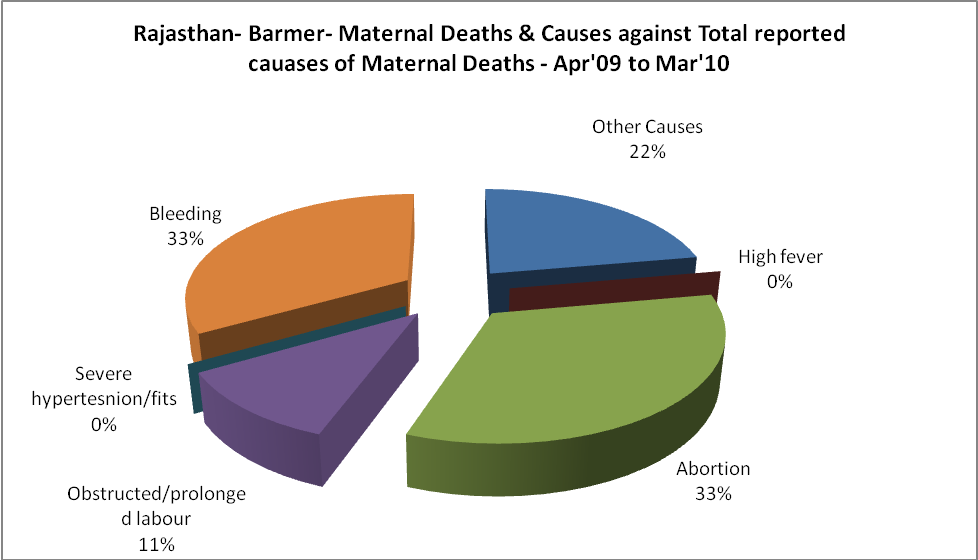 Rajasthan- Barmer- Maternal Deaths & Causes against Total reported
cauases of Maternal Deaths - Apr'09 to Mar'10
Other Causes
22%
High fever
0%
Abortion
33%
Obstructed/prolonge
d labour
11%
Severe
hypertesnion/fits
0%
Bleeding
33%